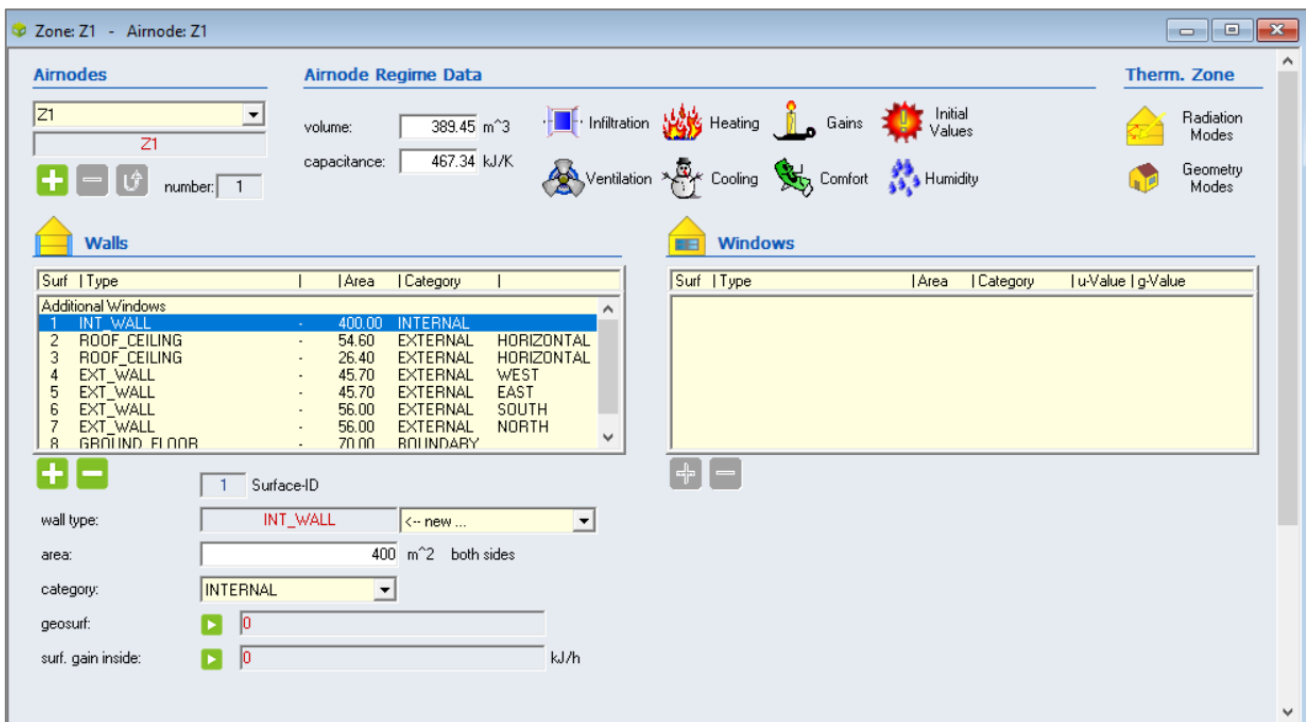 Zone: Z1 - Airnode: Z1
Airnodes
Airnode Regime Data
Therm. Zone
Z1
Z1
number: 1
volume: 389.45 m^3
capacitance: 467.34 kJ/K
Infiltration Heating Gains Initial Values
Ventilation Cooling Comfort Humidity
Radiation Modes
Geometry Modes
Walls
Surf | Type | | Area | Category |
Additional Windows
1 INT_WALL - 400.00 INTERNAL
2 ROOF_CEILING - 54.60 EXTERNAL HORIZONTAL
3 ROOF_CEILING - 26.40 EXTERNAL HORIZONTAL
4 EXT_WALL - 45.70 EXTERNAL WEST
5 EXT_WALL - 45.70 EXTERNAL EAST
6 EXT_WALL - 56.00 EXTERNAL SOUTH
7 EXT_WALL - 56.00 EXTERNAL NORTH
8 GROUND_FLOOR - 70.00 BOUNDARY
Windows
Surf | Type | Area | Category | u-Value | g-Value
1 Surface-ID
wall type: INT_WALL <-- new ...
area: 400 m^2 both sides
category: INTERNAL
geosurf: 0
surf. gain inside: 0 kJ/h